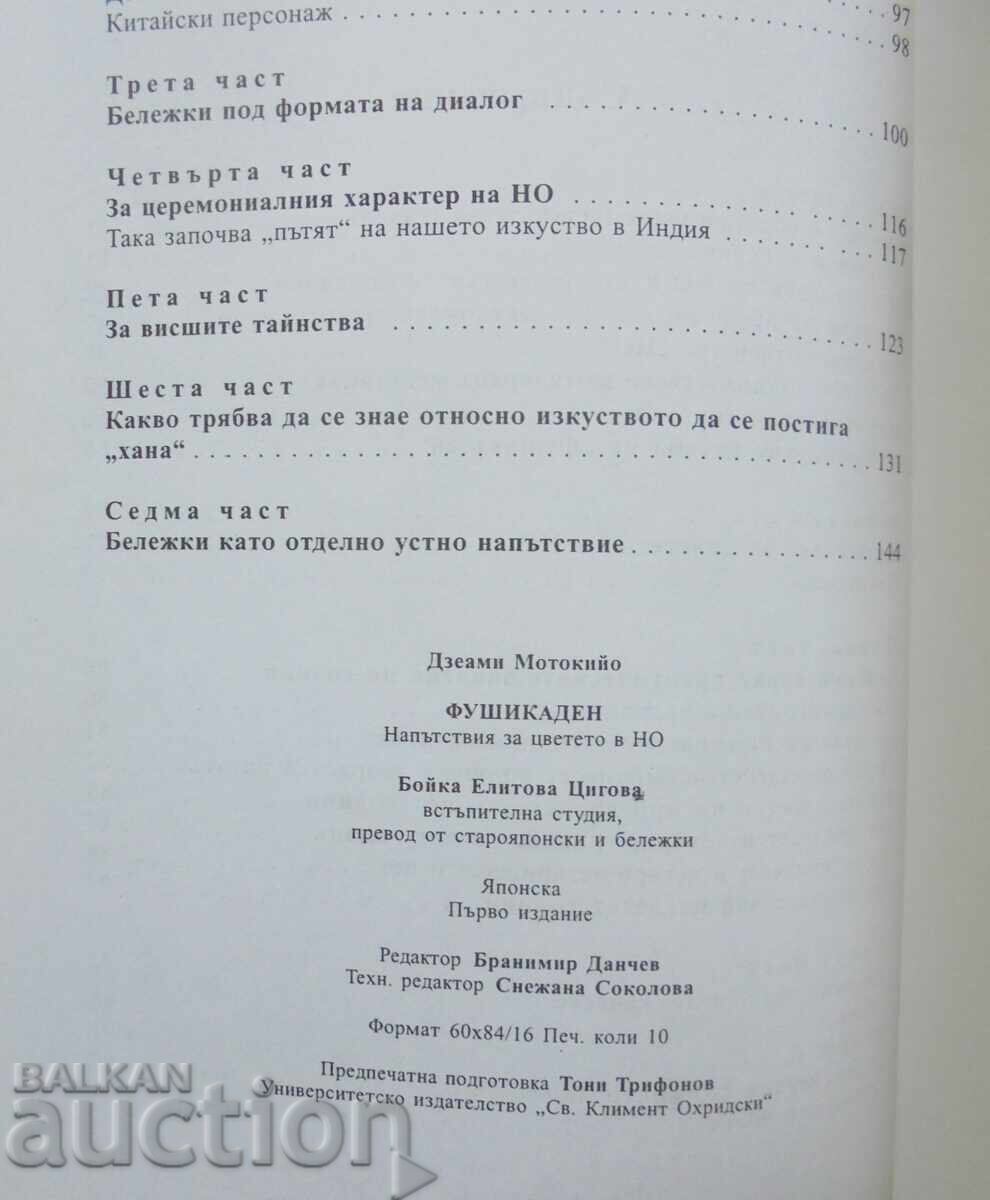 97
Китайски персонаж . . . 98
Трета част
Бележки под формата на диалог . . . 100
Четвърта част
За церемониалния характер на НО . . . 116
Така започва „пътят“ на нашето изкуство в Индия . . . 117
Пета част
За висшите тайнства . . . 123
Шеста част
Какво трябва да се знае относно изкуството да се постига
„хана“ . . . 131
Седма част
Бележки като отделно устно напътствие . . . 144
Дзеами Мотокийо
ФУШИКАДЕН
Напътствия за цветето в НО
Бойка Елитова Цигова
встъпителна студия,
превод от старояпонски и бележки
Японска
Първо издание
Редактор Бранимир Данчев
Техн. редактор Снежана Соколова
Формат 60х84/16 Печ. коли 10
Предпечатна подготовка Тони Трифонов
Университетско издателство „Св. Климент Охридски“
BALKAN
auction